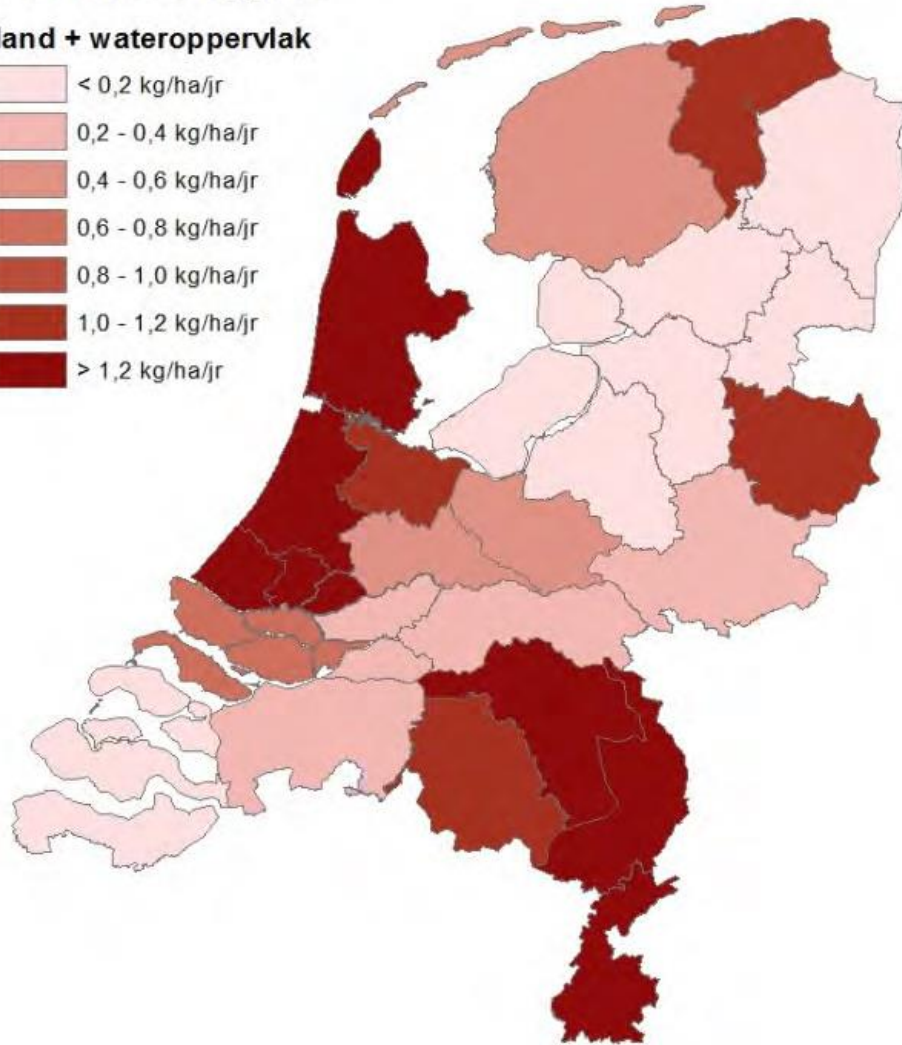 land + wateroppervlak
< 0,2 kg/ha/jr
0,2 - 0,4 kg/ha/jr
0,4 - 0,6 kg/ha/jr
0,6 - 0,8 kg/ha/jr
0,8 - 1,0 kg/ha/jr
1,0 - 1,2 kg/ha/jr
> 1,2 kg/ha/jr